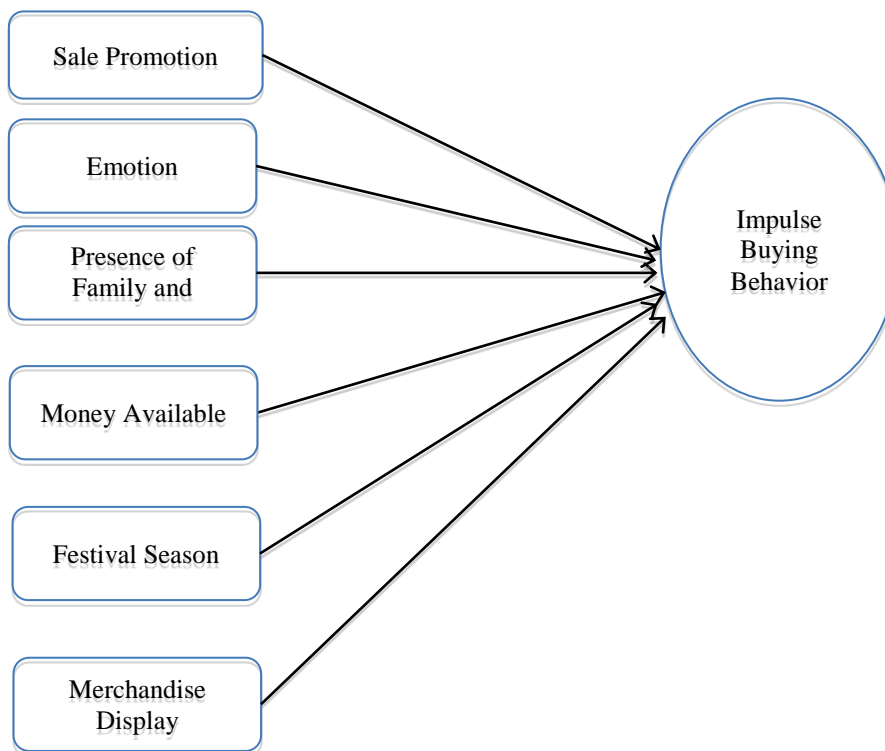 Sale Promotion
Emotion
Presence of
Family and
Money Available
Festival Season
Merchandise
Display
Impulse
Buying
Behavior